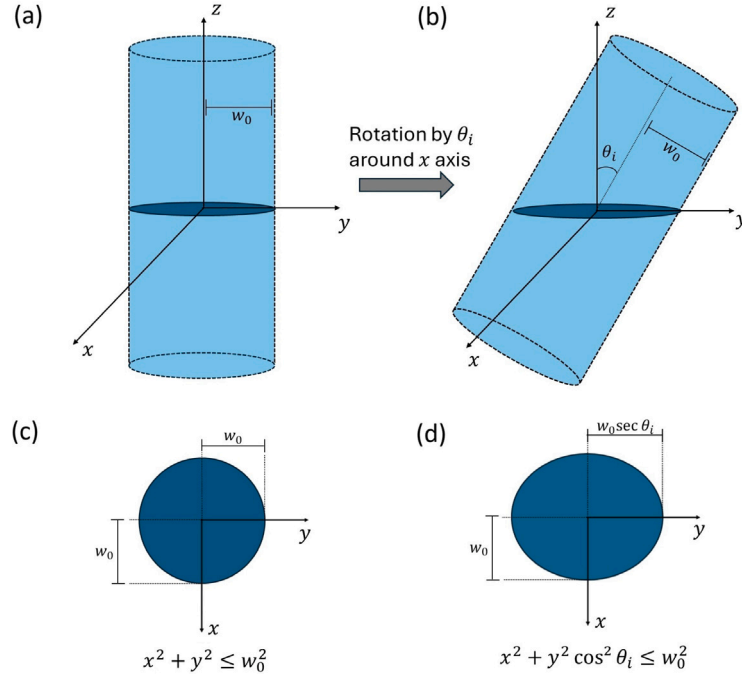 (a)
z
w₀
y
x
Rotation by θᵢ
around x axis
(b)
z
θᵢ
w₀
y
x
(c)
w₀
w₀
y
x
x² + y² ≤ w₀²
(d)
w₀ sec θᵢ
w₀
y
x
x² + y² cos² θᵢ ≤ w₀²